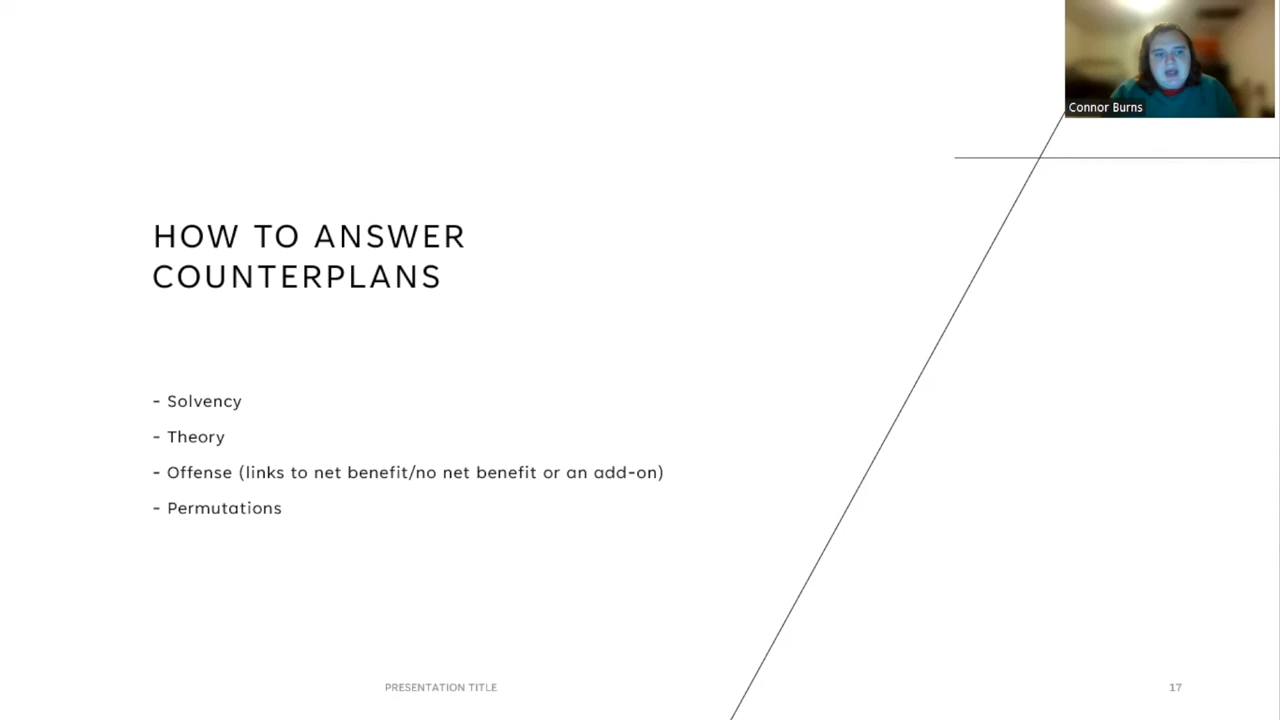 Connor Burns
HOW TO ANSWER
COUNTERPLANS
- Solvency
- Theory
- Offense (links to net benefit/no net benefit or an add-on)
- Permutations
PRESENTATION TITLE
17